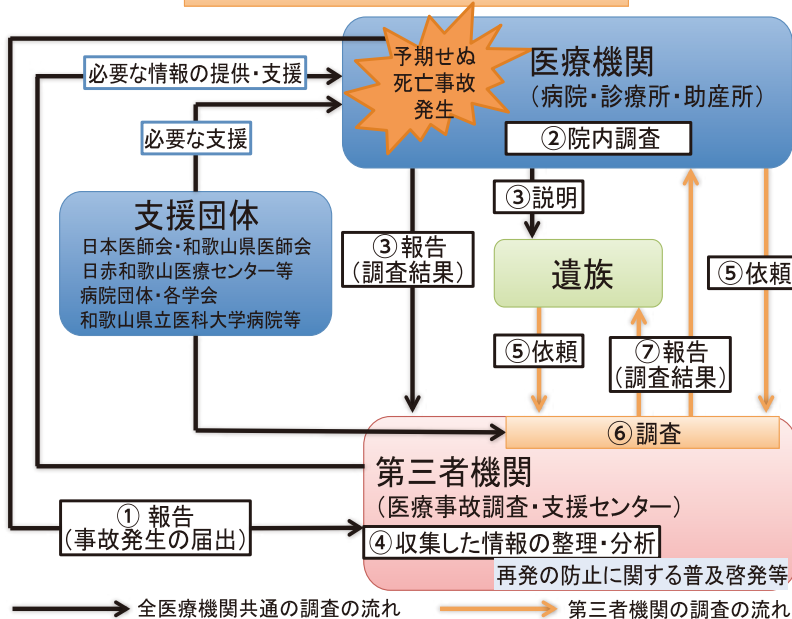 予期せぬ
死亡事故
発生
医療機関
(病院・診療所・助産所)
②院内調査
必要な情報の提供・支援
必要な支援
支援団体
日本医師会・和歌山県医師会
日赤和歌山医療センター等
病院団体・各学会
和歌山県立医科大学病院等
③報告
(調査結果)
③説明
遺族
⑤依頼
⑤依頼
⑦報告
(調査結果)
⑥調査
第三者機関
(医療事故調査・支援センター)
①報告
(事故発生の届出)
④収集した情報の整理・分析
再発の防止に関する普及啓発等
全医療機関共通の調査の流れ
第三者機関の調査の流れ